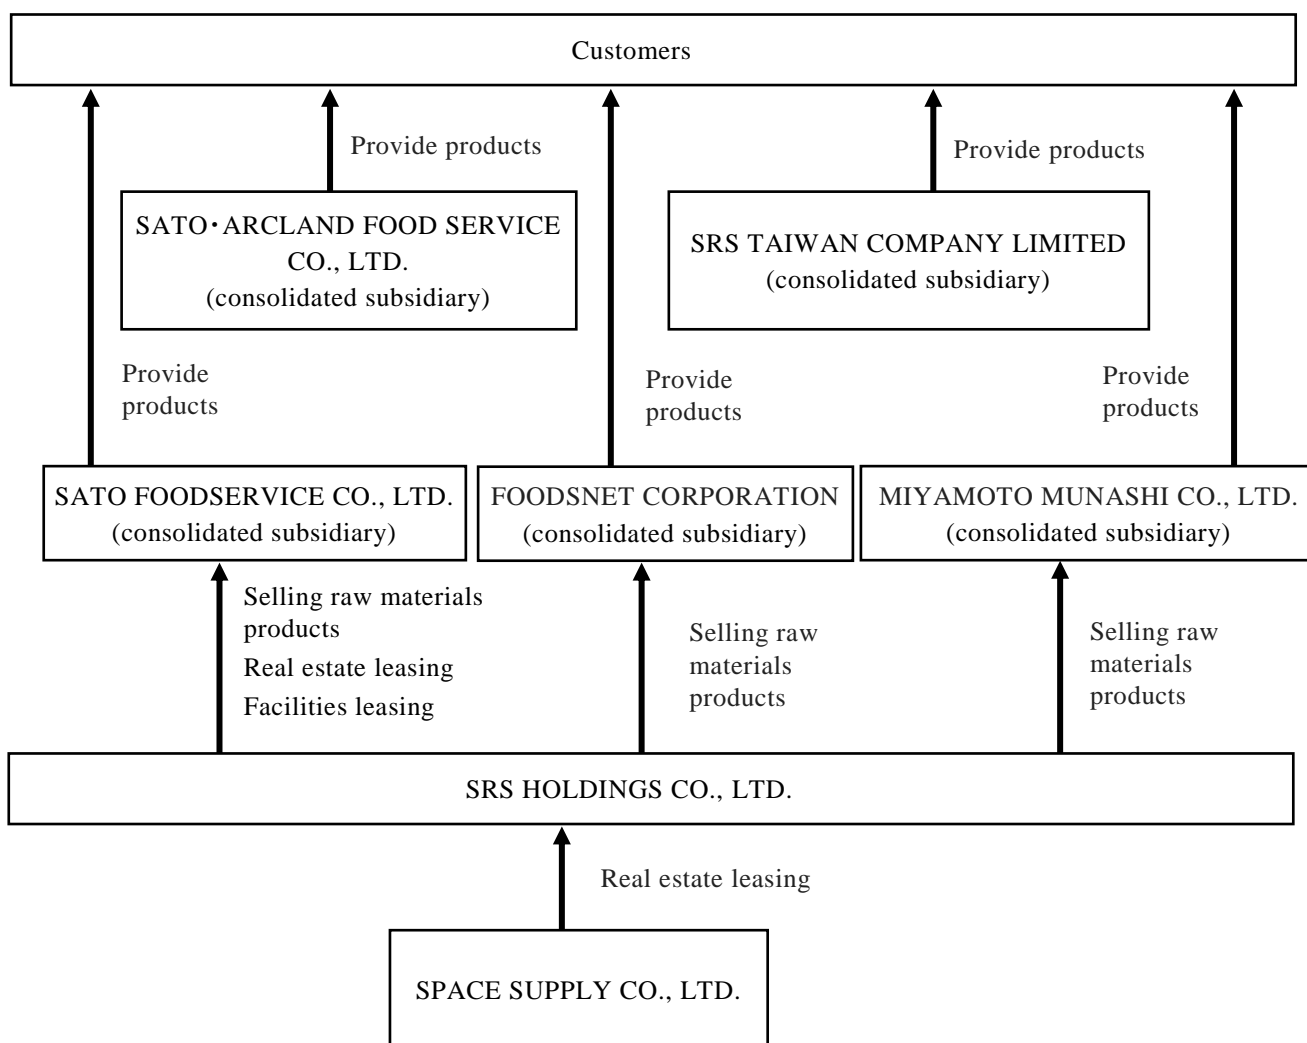 Customers
Provide products
Provide products
SATO･ARCLAND FOOD SERVICE
CO., LTD.
(consolidated subsidiary)
SRS TAIWAN COMPANY LIMITED
(consolidated subsidiary)
Provide
products
Provide
products
Provide
products
SATO FOODSERVICE CO., LTD.
(consolidated subsidiary)
FOODSNET CORPORATION
(consolidated subsidiary)
MIYAMOTO MUNASHI CO., LTD.
(consolidated subsidiary)
Selling raw materials
products
Real estate leasing
Facilities leasing
Selling raw
materials
products
Selling raw
materials
products
SRS HOLDINGS CO., LTD.
Real estate leasing
SPACE SUPPLY CO., LTD.